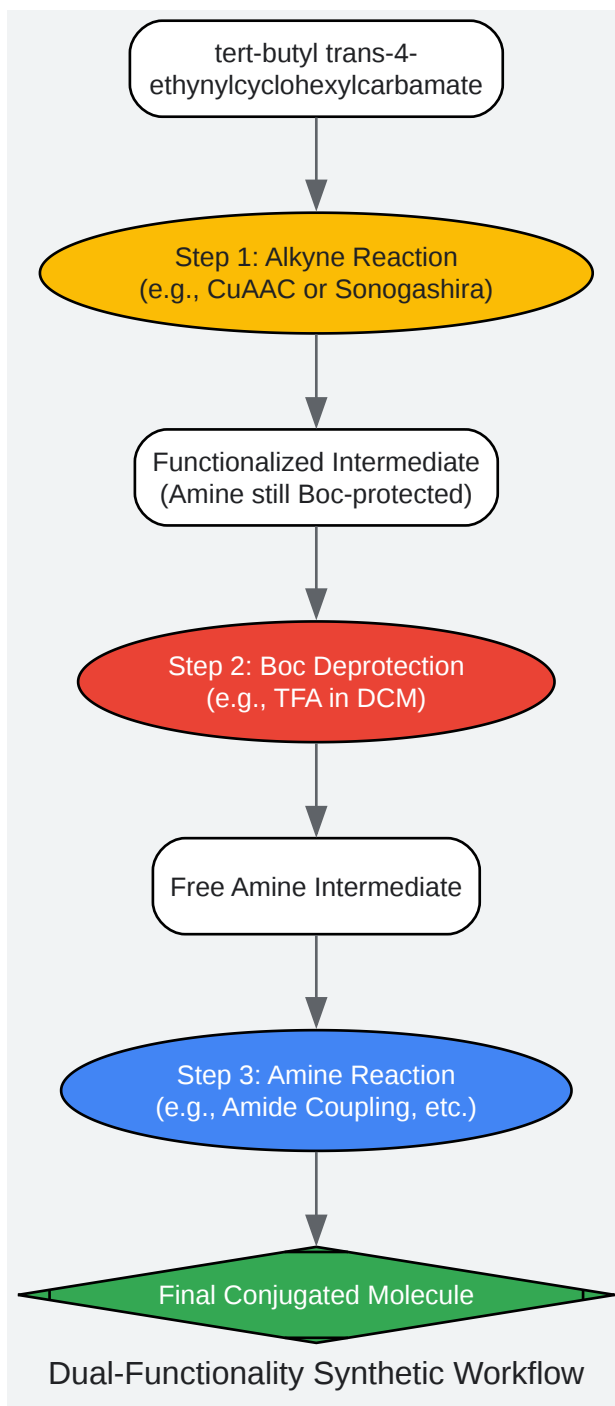 tert-butyl trans-4-
ethynylcyclohexylcarbamate
Step 1: Alkyne Reaction
(e.g., CuAAC or Sonogashira)
Functionalized Intermediate
(Amine still Boc-protected)
Step 2: Boc Deprotection
(e.g., TFA in DCM)
Free Amine Intermediate
Step 3: Amine Reaction
(e.g., Amide Coupling, etc.)
Final Conjugated Molecule
Dual-Functionality Synthetic Workflow